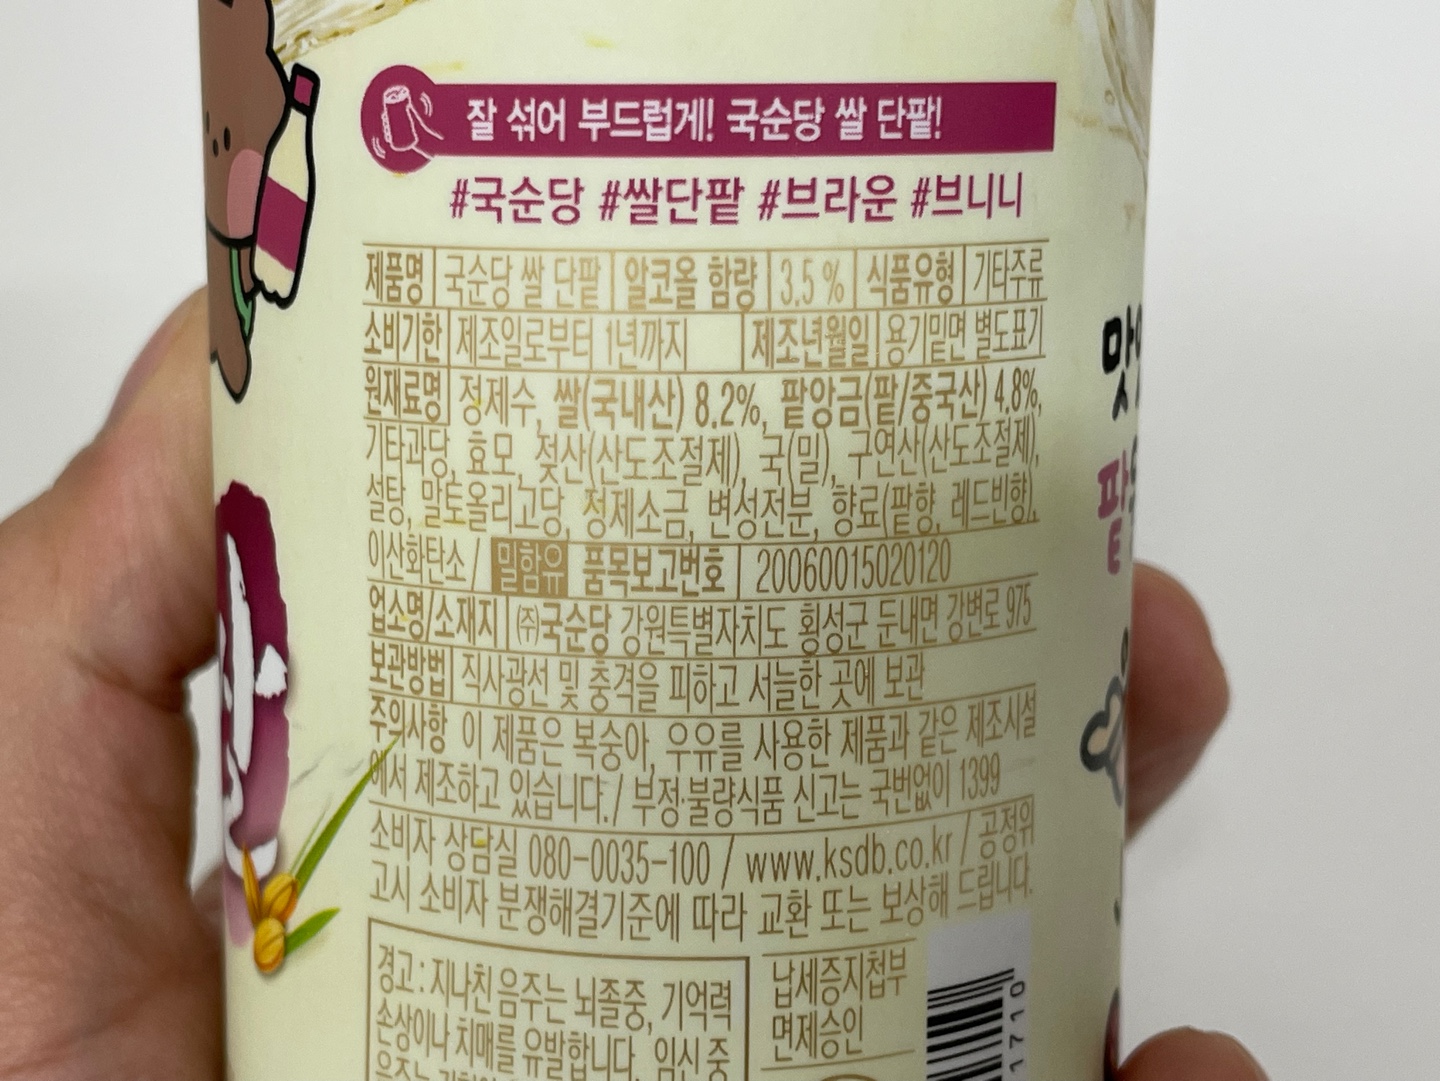 잘 섞어 부드럽게! 국순당 쌀 단팥!
#국순당 #쌀단팥 #브라운 #브니니
제품명 국순당 쌀 단팥 알코올 함량 3.5 % 식품유형 기타주류
소비기한 제조일로부터 1년까지 제조년월일 용기밑면 별도표기
원재료명 정제수, 쌀(국내산) 8.2%, 팥앙금(팥/중국산) 4.8%,
기타과당, 효모, 젖산(산도조절제), 국(밀), 구연산(산도조절제),
설탕, 말토올리고당, 정제소금, 변성전분, 향료(팥향, 레드빈향),
이산화탄소 / 밀함유 품목보고번호 20060015020120
업소명/소재지 ㈜국순당 강원특별자치도 횡성군 둔내면 강변로 975
보관방법 직사광선 및 충격을 피하고 서늘한 곳에 보관
주의사항 이 제품은 복숭아, 우유를 사용한 제품과 같은 제조시설
에서 제조하고 있습니다. / 부정·불량식품 신고는 국번없이 1399
소비자 상담실 080-0035-100 / www.ksdb.co.kr / 공정위
고시 소비자 분쟁해결기준에 따라 교환 또는 보상해 드립니다.
경고 : 지나친 음주는 뇌졸중, 기억력
손상이나 치매를 유발합니다. 임신 중
납세증지첩부
면제승인
1710